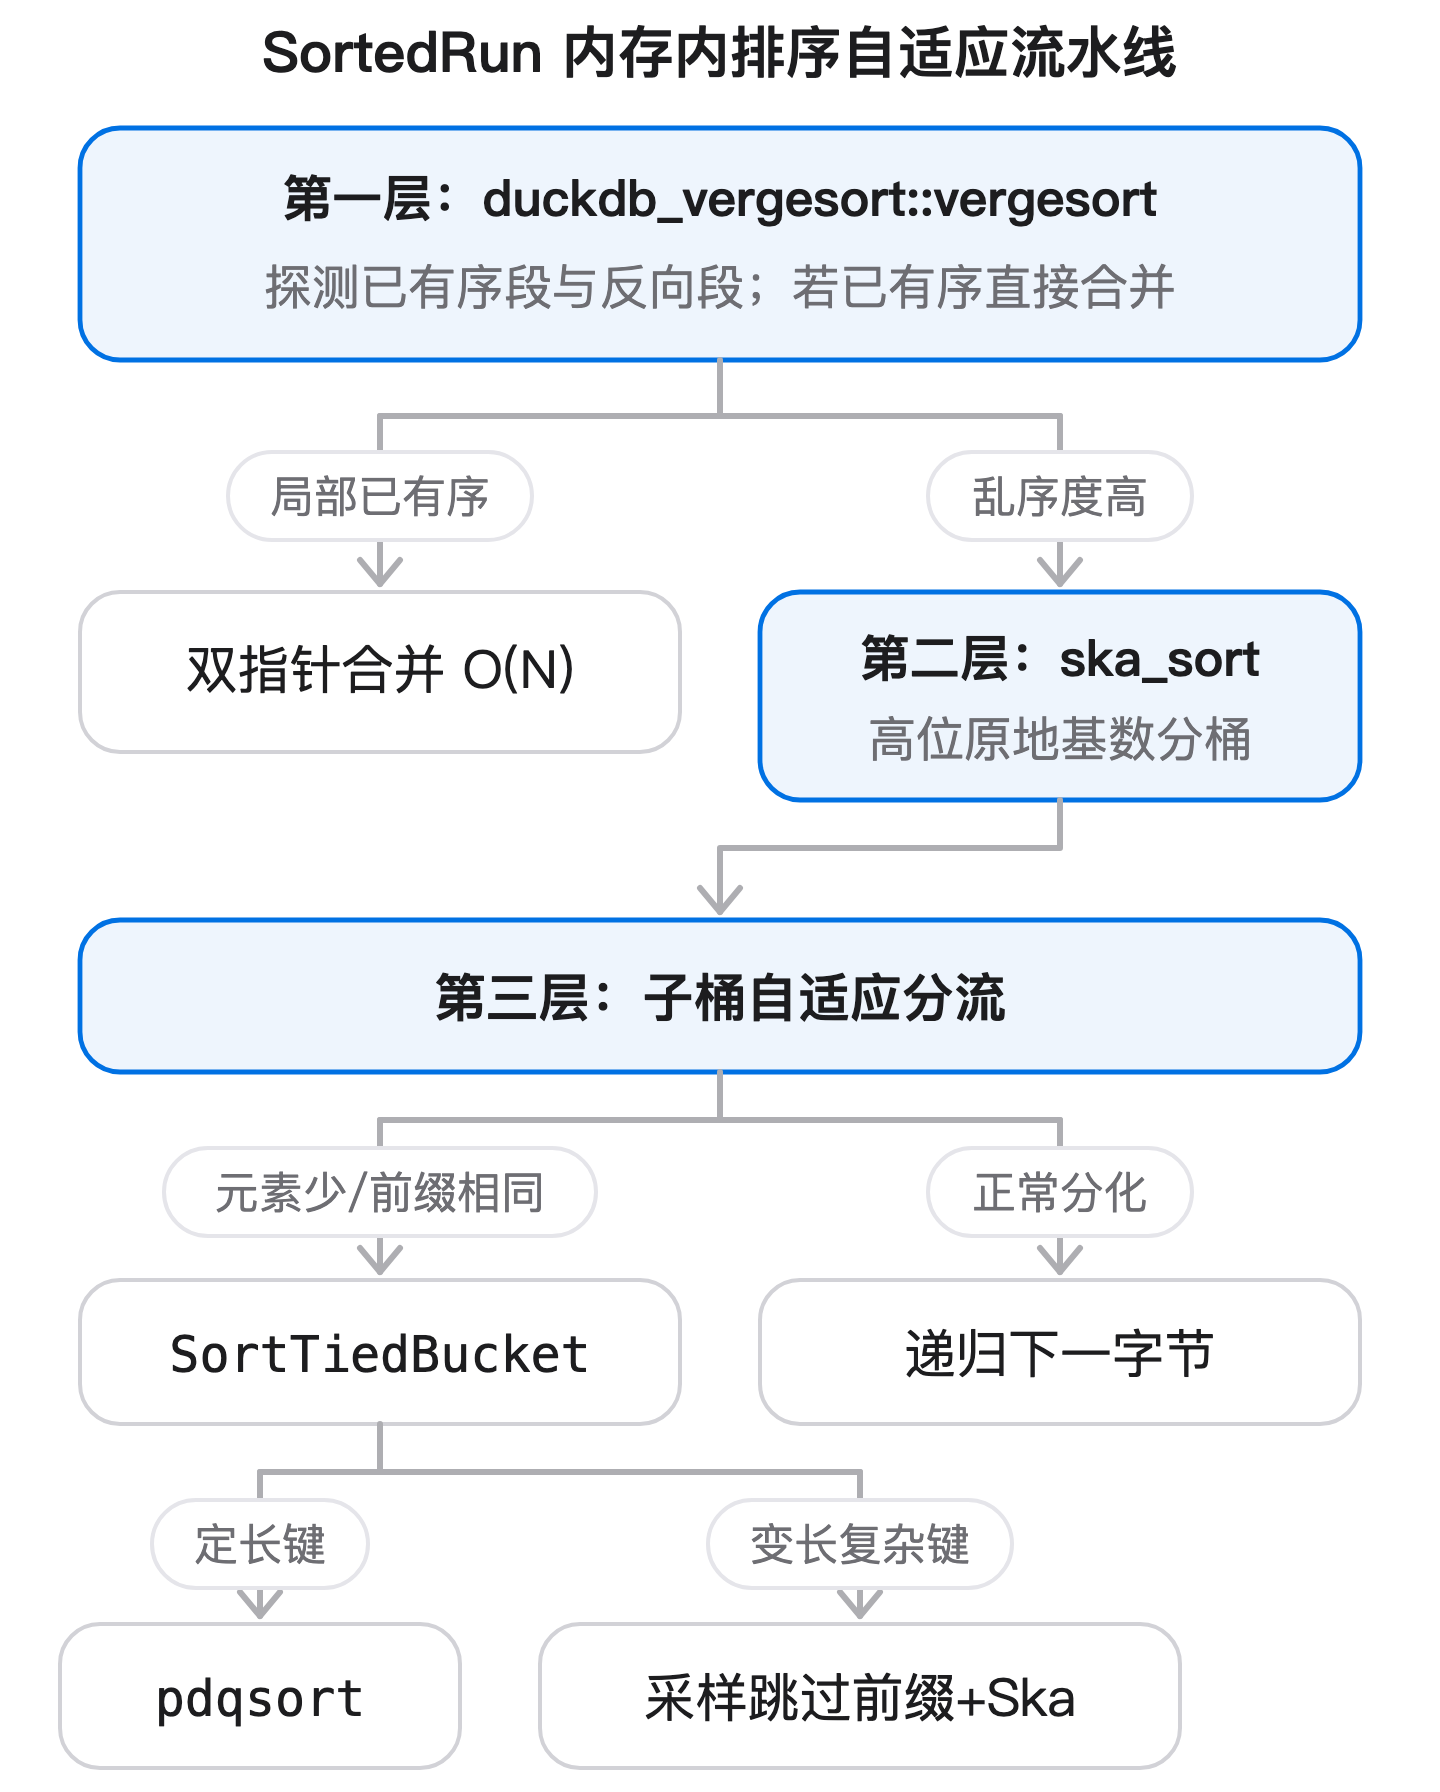 SortedRun 内存内排序自适应流水线
第一层：duckdb_vergesort::vergesort
探测已有序段与反向段；若已有序直接合并
局部已有序
乱序度高
双指针合并 O(N)
第二层：ska_sort
高位原地基数分桶
第三层：子桶自适应分流
元素少/前缀相同
正常分化
SortTiedBucket
递归下一字节
定长键
变长复杂键
pdqsort
采样跳过前缀+Ska